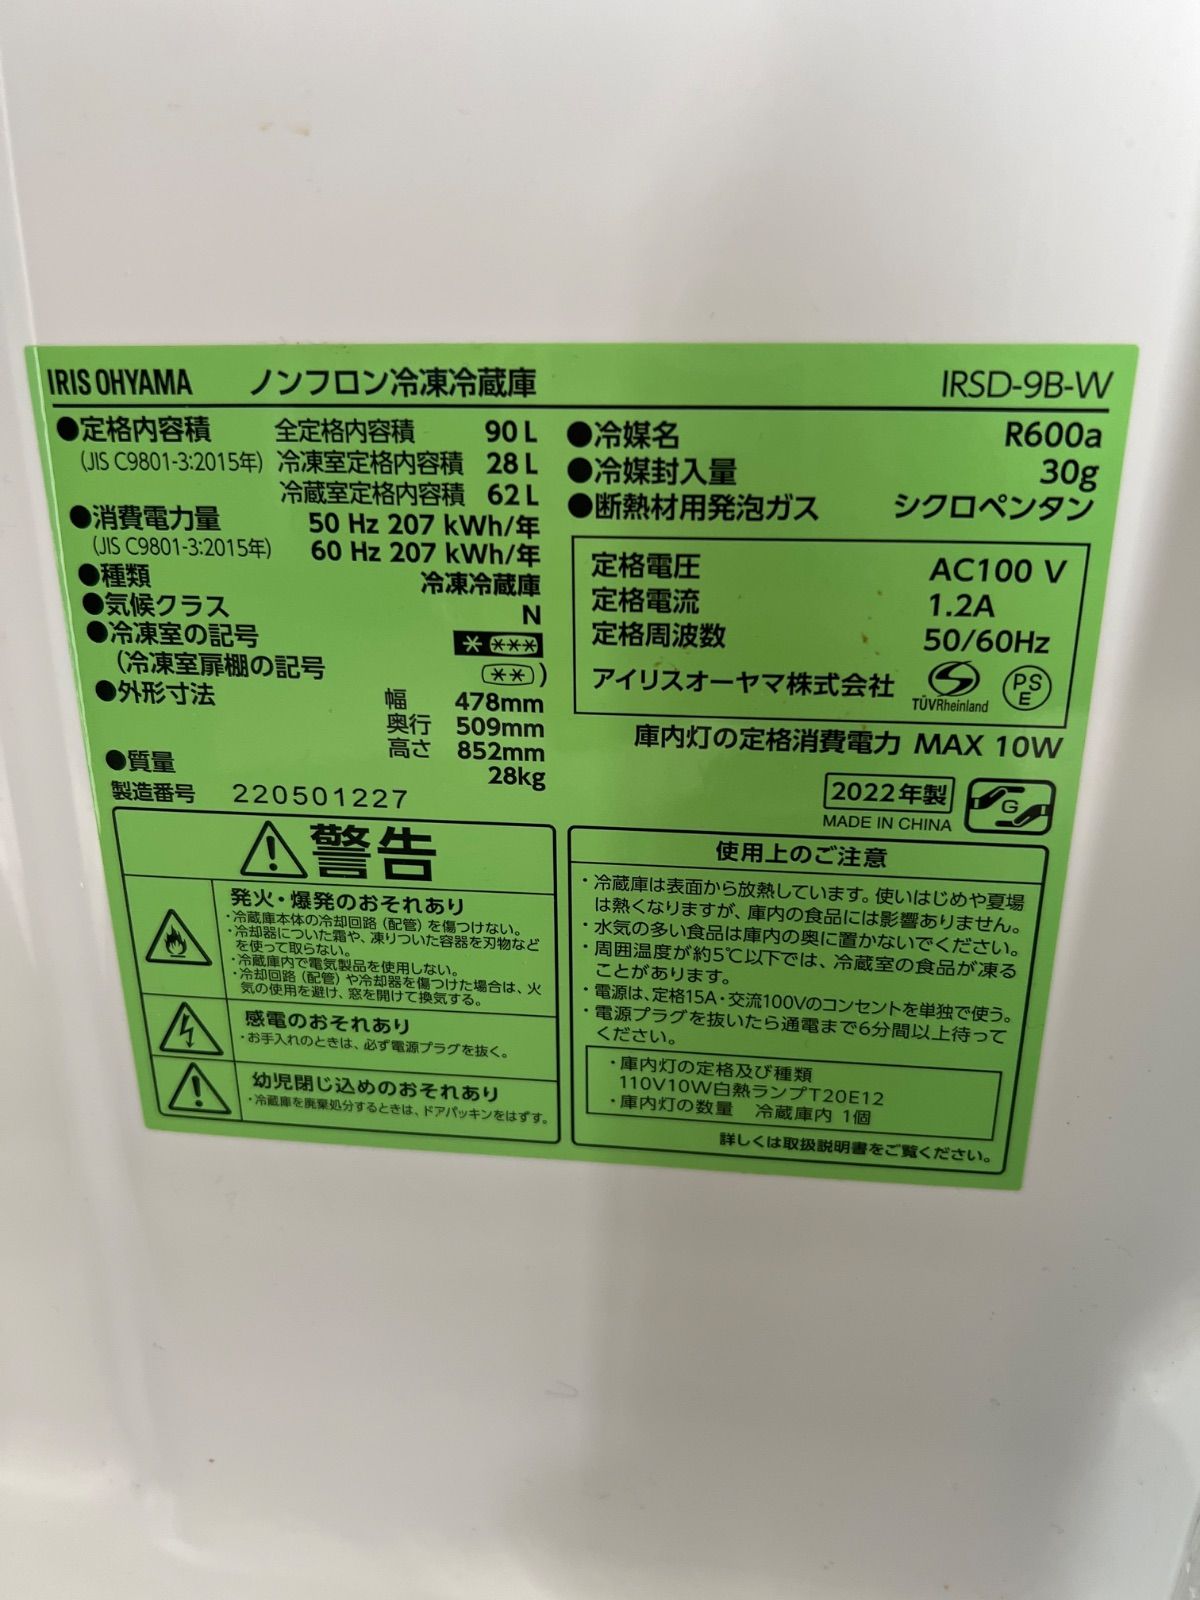 IRIS OHYAMA ノンフロン冷凍冷蔵庫 IRSD-9B-W
●定格内容積 全定格内容積 90 L
(JIS C9801-3:2015年) 冷凍室定格内容積 28 L
冷蔵室定格内容積 62 L
●消費電力量 50 Hz 207 kWh/年
(JIS C9801-3:2015年) 60 Hz 207 kWh/年
●種類 冷凍冷蔵庫
●気候クラス N
●冷凍室の記号 * ***
(冷凍室扉棚の記号 ** )
●外形寸法 幅 478mm
奥行 509mm
高さ 852mm
●質量 28kg
製造番号 220501227
●冷媒名 R600a
●冷媒封入量 30g
●断熱材用発泡ガス シクロペンタン
定格電圧 AC100 V
定格電流 1.2A
定格周波数 50/60Hz
アイリスオーヤマ株式会社 TÜVRheinland PSE
庫内灯の定格消費電力 MAX 10W
2022年製
MADE IN CHINA
G
警告
発火・爆発のおそれあり
・冷蔵庫本体の冷却回路(配管)を傷つけない。
・冷却器についた霜や、凍りついた容器を刃物など
を使って取らない。
・冷蔵庫内で電気製品を使用しない。
・冷却回路(配管)や冷却器を傷つけた場合は、火
気の使用を避け、窓を開けて換気する。
感電のおそれあり
・お手入れのときは、必ず電源プラグを抜く。
幼児閉じ込めのおそれあり
・冷蔵庫を廃棄処分するときは、ドアパッキンをはずす。
使用上のご注意
・冷蔵庫は表面から放熱しています。使いはじめや夏場
は熱くなりますが、庫内の食品には影響ありません。
・水気の多い食品は庫内の奥に置かないでください。
・周囲温度が約5℃以下では、冷蔵室の食品が凍る
ことがあります。
・電源は、定格15A・交流100Vのコンセントを単独で使う。
・電源プラグを抜いたら通電まで6分間以上待って
ください。
・庫内灯の定格及び種類
110V10W白熱ランプT20E12
・庫内灯の数量 冷蔵庫内 1個
詳しくは取扱説明書をご覧ください。